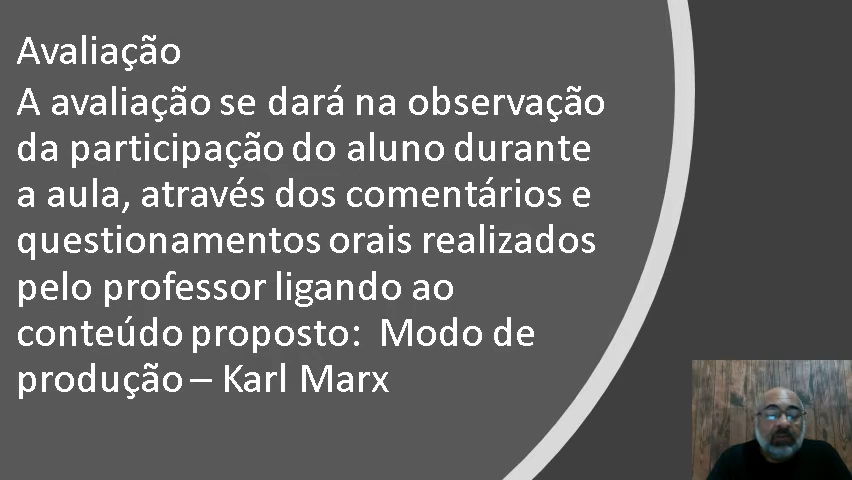 Avaliação
A avaliação se dará na observação
da participação do aluno durante
a aula, através dos comentários e
questionamentos orais realizados
pelo professor ligando ao
conteúdo proposto:  Modo de
produção – Karl Marx